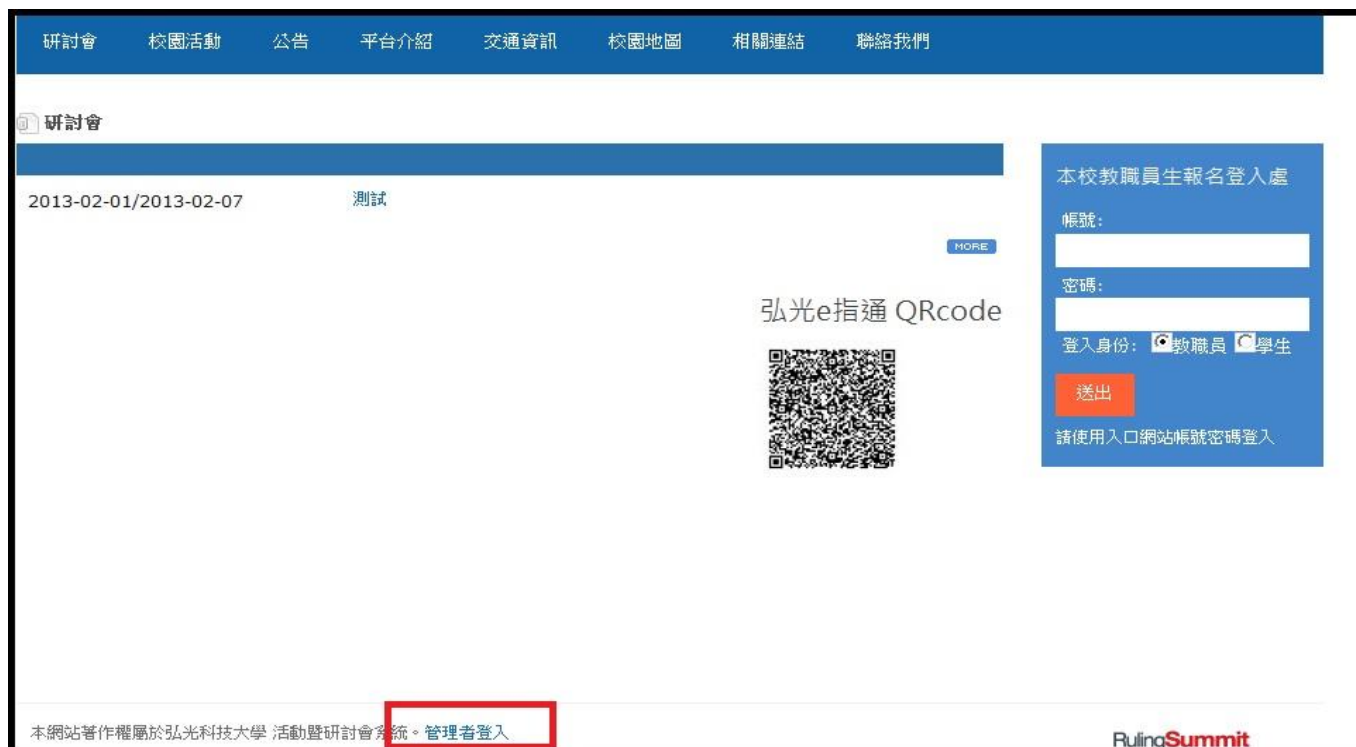 研討會 校園活動 公告 平台介紹 交通資訊 校園地圖 相關連結 聯絡我們
研討會
2013-02-01/2013-02-07 測試
MORE
弘光e指通 QRcode
本校教職員生報名登入處
帳號:
密碼:
登入身份: 教職員 學生
送出
請使用入口網站帳號密碼登入
本網站著作權屬於弘光科技大學 活動暨研討會系統。管理者登入
RulingSummit